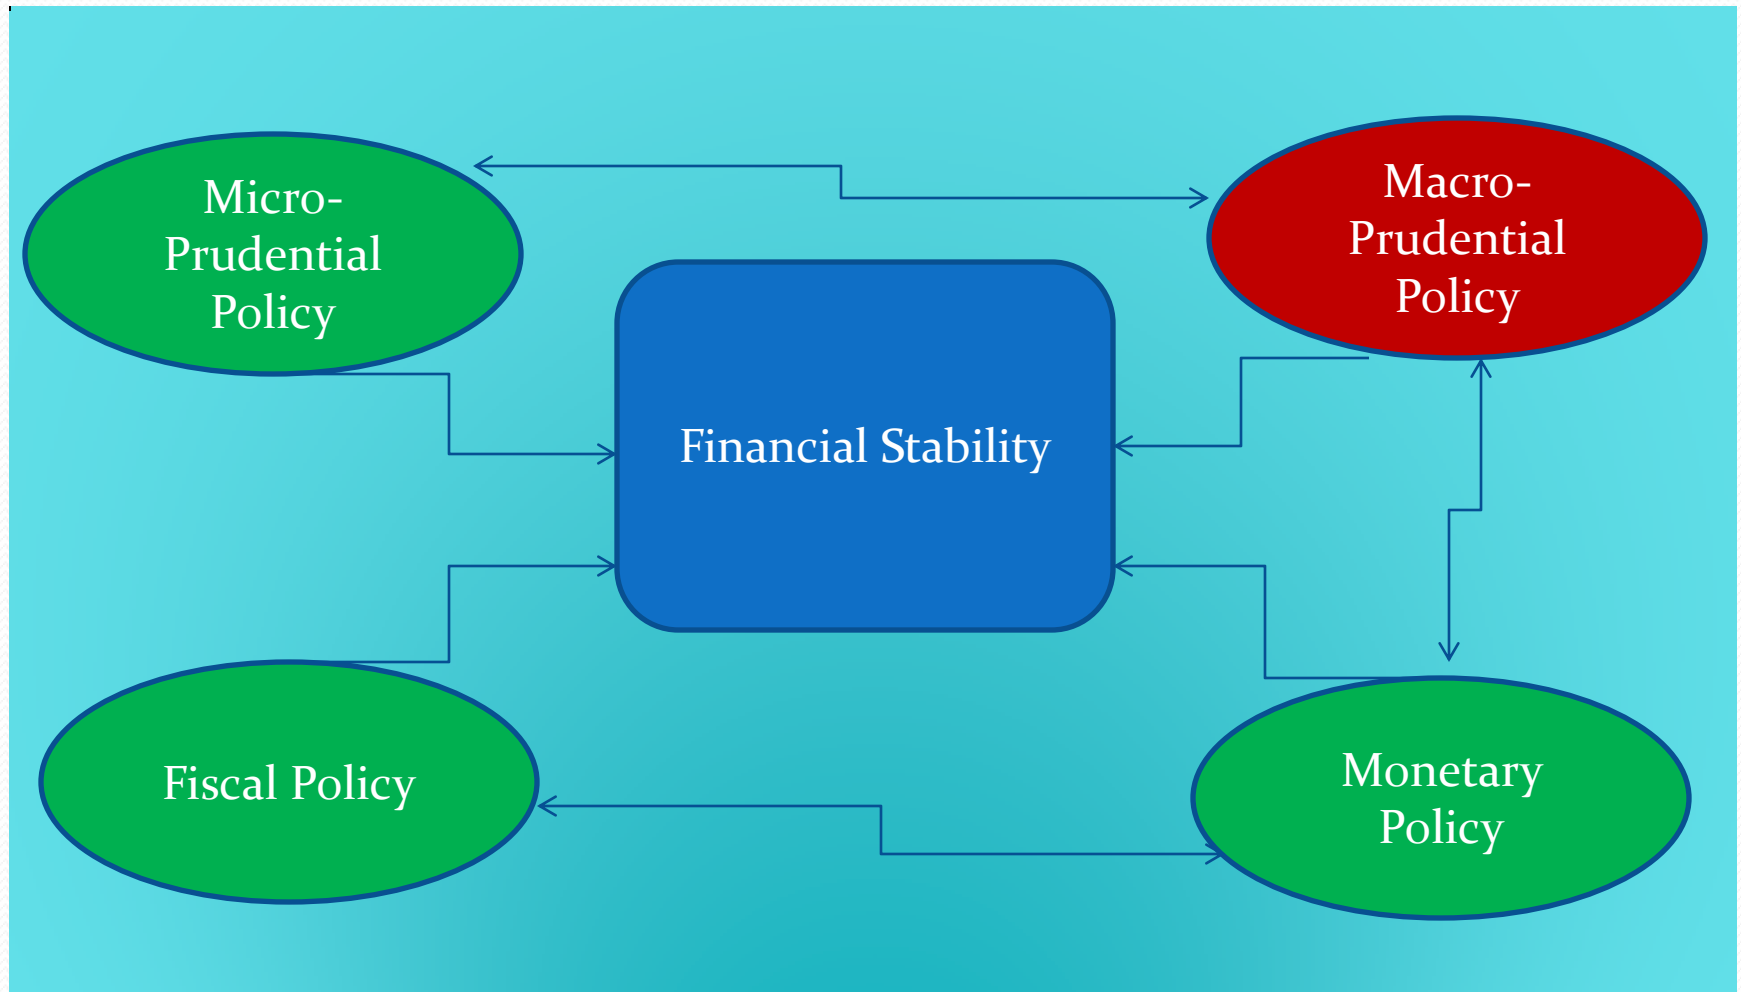 Micro-
Prudential
Policy
Macro-
Prudential
Policy
Financial Stability
Fiscal Policy
Monetary
Policy